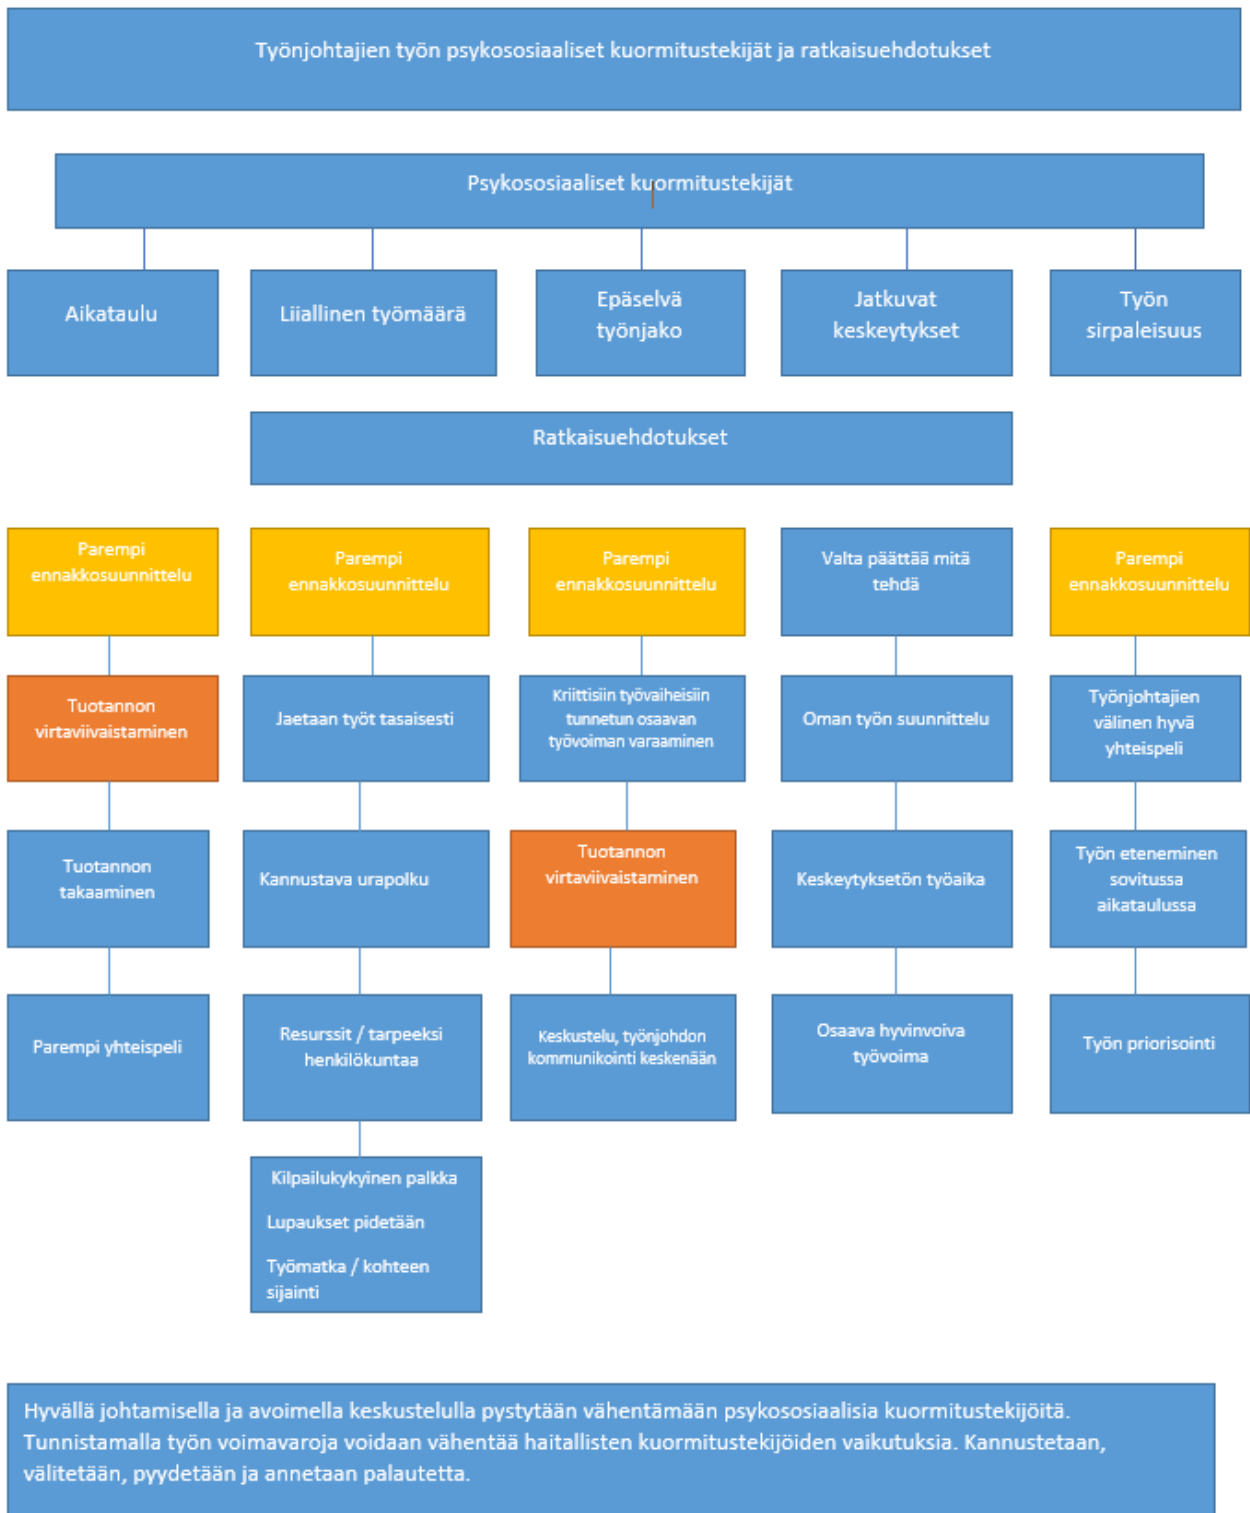 Työnjohtajien työn psykososiaaliset kuormitustekijät ja ratkaisuehdotukset
Psykososiaaliset kuormitustekijät
Aikataulu
Liiallinen työmäärä
Epäselvä
työnjako
Jatkuvat
keskeytykset
Työn
sirpaleisuus
Ratkaisuehdotukset
Parempi
ennakkosuunnittelu
Parempi
ennakkosuunnittelu
Parempi
ennakkosuunnittelu
Valta päättää mitä
tehdä
Parempi
ennakkosuunnittelu
Tuotannon
virtaviivaistaminen
Jaetaan työt tasaisesti
Kriittisiin työvaiheisiin
tunnetun osaavan
työvoiman varaaminen
Oman työn suunnittelu
Työnjohtajien
välinen hyvä
yhteispeli
Tuotannon
takaaminen
Kannustava urapolku
Tuotannon
virtaviivaistaminen
Keskeytyksetön työaika
Työn eteneminen
sovitussa
aikataulussa
Parempi yhteispeli
Resurssit / tarpeeksi
henkilökuntaa
Keskustelu, työnjohdon
kommunikointi keskenään
Osaava hyvinvoiva
työvoima
Työn priorisointi
Kilpailukykyinen palkka
Lupaukset pidetään
Työmatka / kohteen
sijainti
Hyvällä johtamisella ja avoimella keskustelulla pystytään vähentämään psykososiaalisia kuormitustekijöitä.
Tunnistamalla työn voimavaroja voidaan vähentää haitallisten kuormitustekijöiden vaikutuksia. Kannustetaan,
välitetään, pyydetään ja annetaan palautetta.